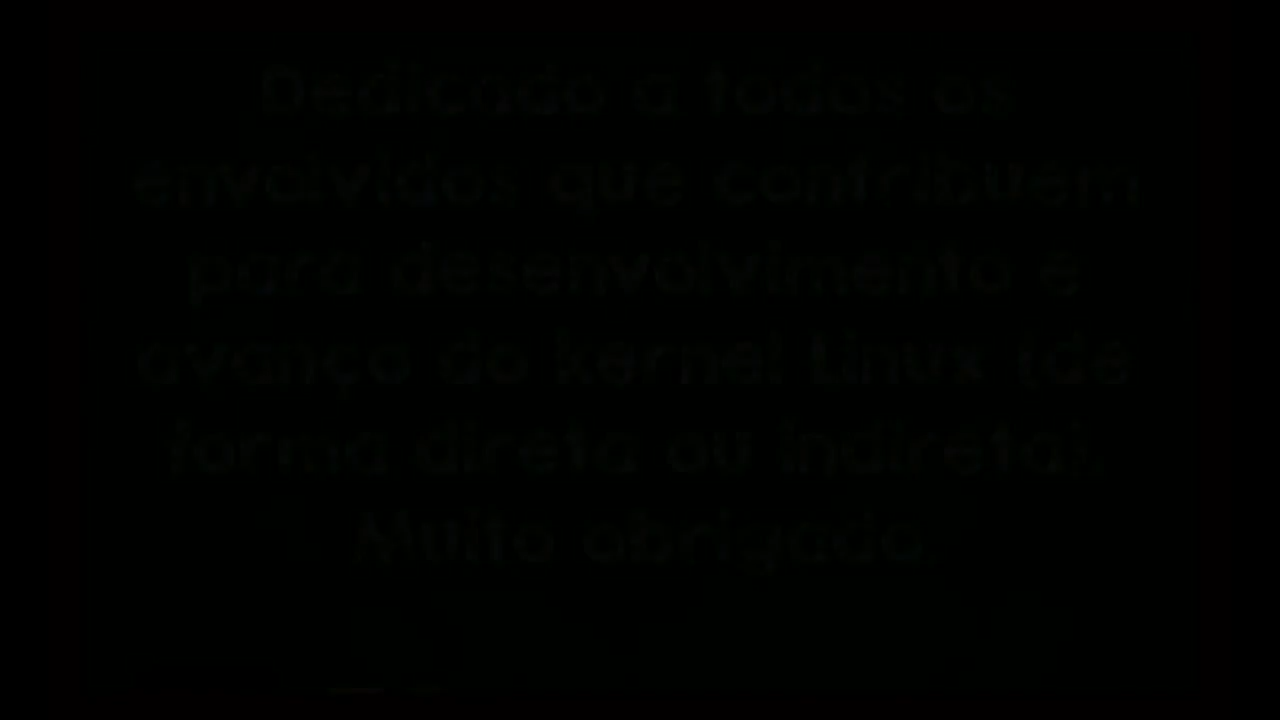 Dedicado a todos os
envolvidos que contribuem
para desenvolvimento e
avanço do kernel Linux (de
forma direta ou indireta).
Muito obrigado.